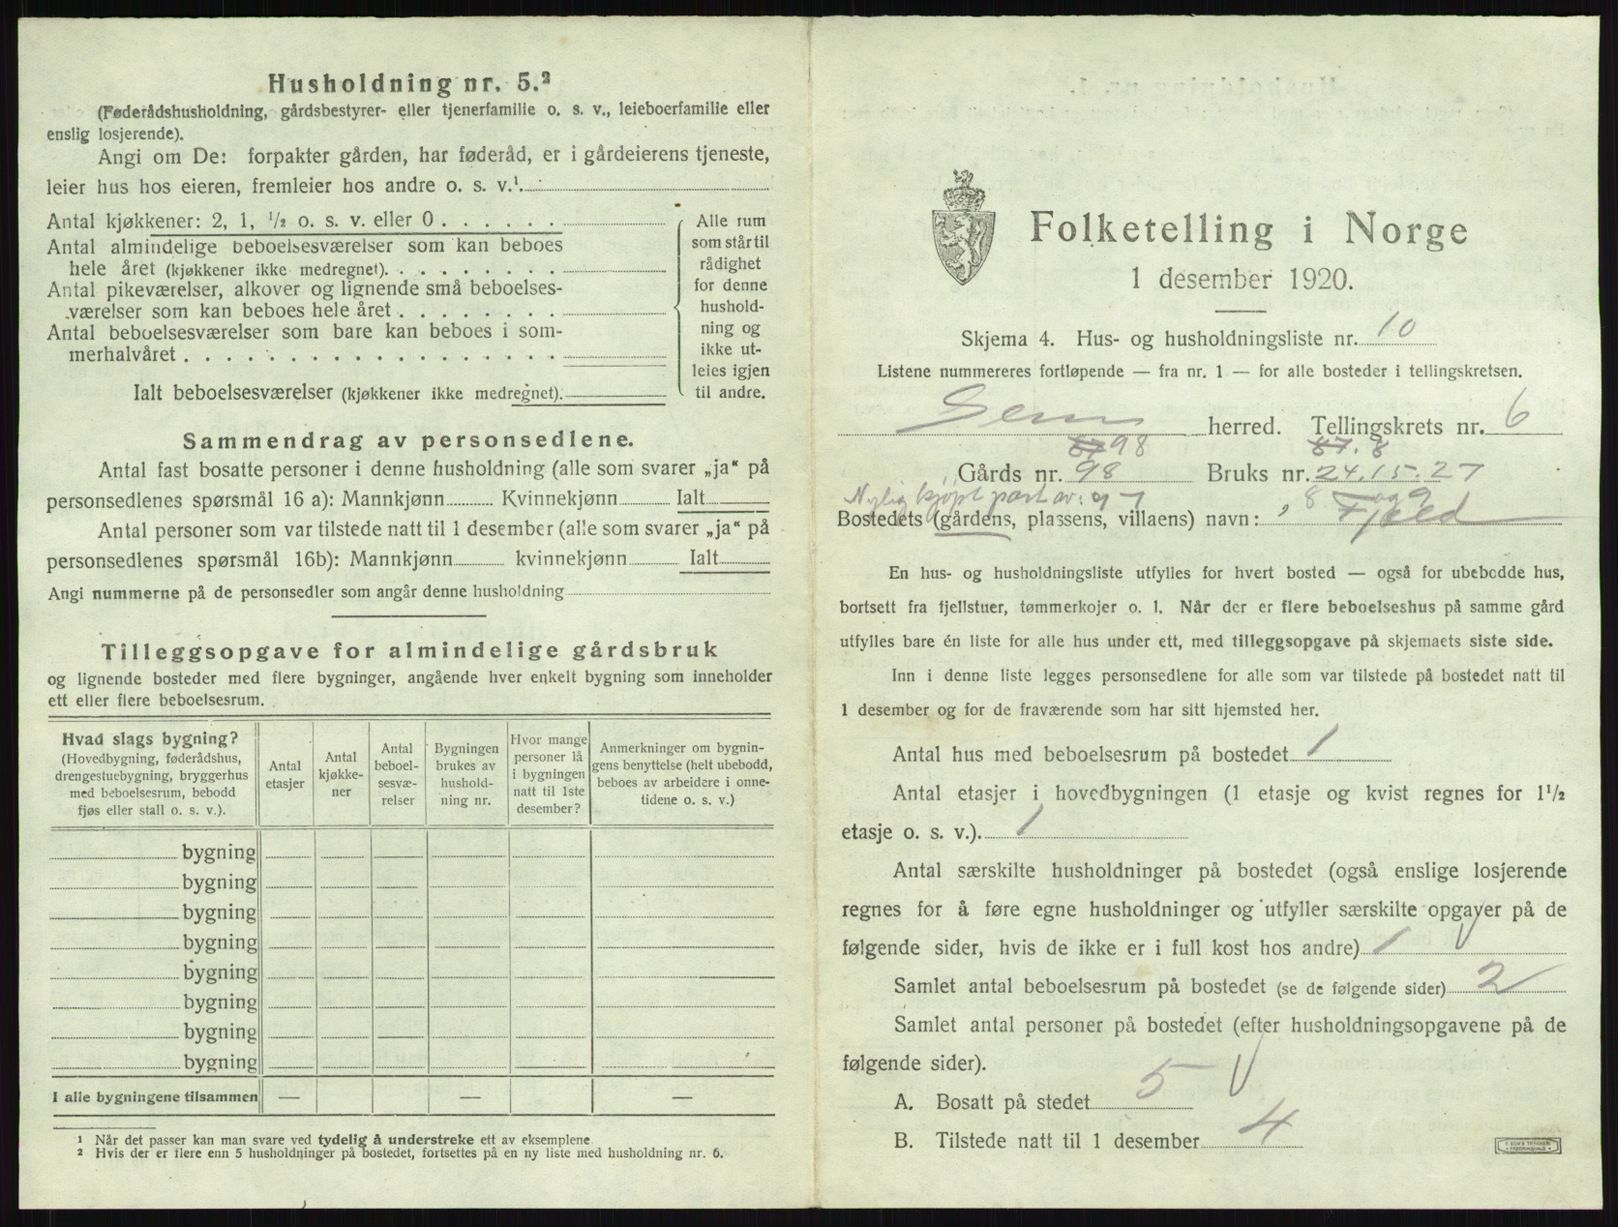 Husholdning nr. 5.²
(Føderådshusholdning, gårdsbestyrer- eller tjenerfamilie o. s. v., leieboerfamilie eller
enslig losjerende).
Angi om De: forpakter gården, har føderåd, er i gårdeierens tjeneste,
leier hus hos eieren, fremleier hos andre o. s. v.¹.
Antal kjøkkener: 2, 1, ½ o. s. v. eller 0 . . . . . .
Antal almindelige beboelsesværelser som kan beboes
hele året (kjøkkener ikke medregnet). . . . . . . . .
Antal pikeværelser, alkover og lignende små beboelses-
værelser som kan beboes hele året . . . . . . . .
Antal beboelsesværelser som bare kan beboes i som-
merhalvåret . . . . . . . . . . . . . . . . . .
Ialt beboelsesværelser (kjøkkener ikke medregnet).
Alle rum
som står til
rådighet
for denne
hushold-
ning og
ikke ut-
leies igjen
til andre.
Sammendrag av personsedlene.
Antal fast bosatte personer i denne husholdning (alle som svarer „ja“ på
personsedlenes spørsmål 16 a): Mannkjønn Kvinnekjønn Ialt
Antal personer som var tilstede natt til 1 desember (alle som svarer „ja“ på
personsedlenes spørsmål 16b): Mannkjønn kvinnekjønn Ialt
Angi nummerne på de personsedler som angår denne husholdning
Tilleggsopgave for almindelige gårdsbruk
og lignende bosteder med flere bygninger, angående hver enkelt bygning som inneholder
ett eller flere beboelsesrum.
Hvad slags bygning?
(Hovedbygning, føderådshus,
drengestuebygning, bryggerhus
med beboelsesrum, bebodd
fjøs eller stall o. s. v.).
Antal
etasjer
Antal
kjøkke-
ner
Antal
beboel-
sesvæ-
relser
Bygningen
brukes av
hushold-
ning nr.
Hvor mange
personer lå
i bygningen
natt til 1ste
desember?
Anmerkninger om bygnin-
gens benyttelse (helt ubebodd,
beboes av arbeidere i onne-
tidene o. s. v.)
bygning
bygning
bygning
bygning
bygning
bygning
bygning
bygning
I alle bygningene tilsammen — — —
¹ Når det passer kan man svare ved tydelig å understreke ett av eksemplene
² Hvis der er flere enn 5 husholdninger på bostedet, fortsettes på en ny liste med husholdning nr. 6.
Folketelling i Norge
1 desember 1920.
Skjema 4. Hus- og husholdningsliste nr. 10
Listene nummereres fortløpende — fra nr. 1 — for alle bosteder i tellingskretsen.
Sem herred. Tellingskrets nr. 6
98 87. 8
Gårds nr. 98 Bruks nr. 24. 15. 27
Nylig kjøpt part av: 97 8 og 9
Bostedets (gårdens, plassens, villaens) navn: Fjeld
En hus- og husholdningsliste utfylles for hvert bosted — også for ubebodde hus,
bortsett fra fjellstuer, tømmerkojer o. l. Når der er flere beboelseshus på samme gård
utfylles bare én liste for alle hus under ett, med tilleggsopgave på skjemaets siste side.
Inn i denne liste legges personsedlene for alle som var tilstede på bostedet natt til
1 desember og for de fraværende som har sitt hjemsted her.
Antal hus med beboelsesrum på bostedet 1
Antal etasjer i hovedbygningen (1 etasje og kvist regnes for 1½
etasje o. s. v.). 1
Antal særskilte husholdninger på bostedet (også enslige losjerende
regnes for å føre egne husholdninger og utfyller særskilte opgaver på de
følgende sider, hvis de ikke er i full kost hos andre) 1
Samlet antal beboelsesrum på bostedet (se de følgende sider) 2
Samlet antal personer på bostedet (efter husholdningsopgavene på de
følgende sider).
A. Bosatt på stedet 5
B. Tilstede natt til 1 desember 4